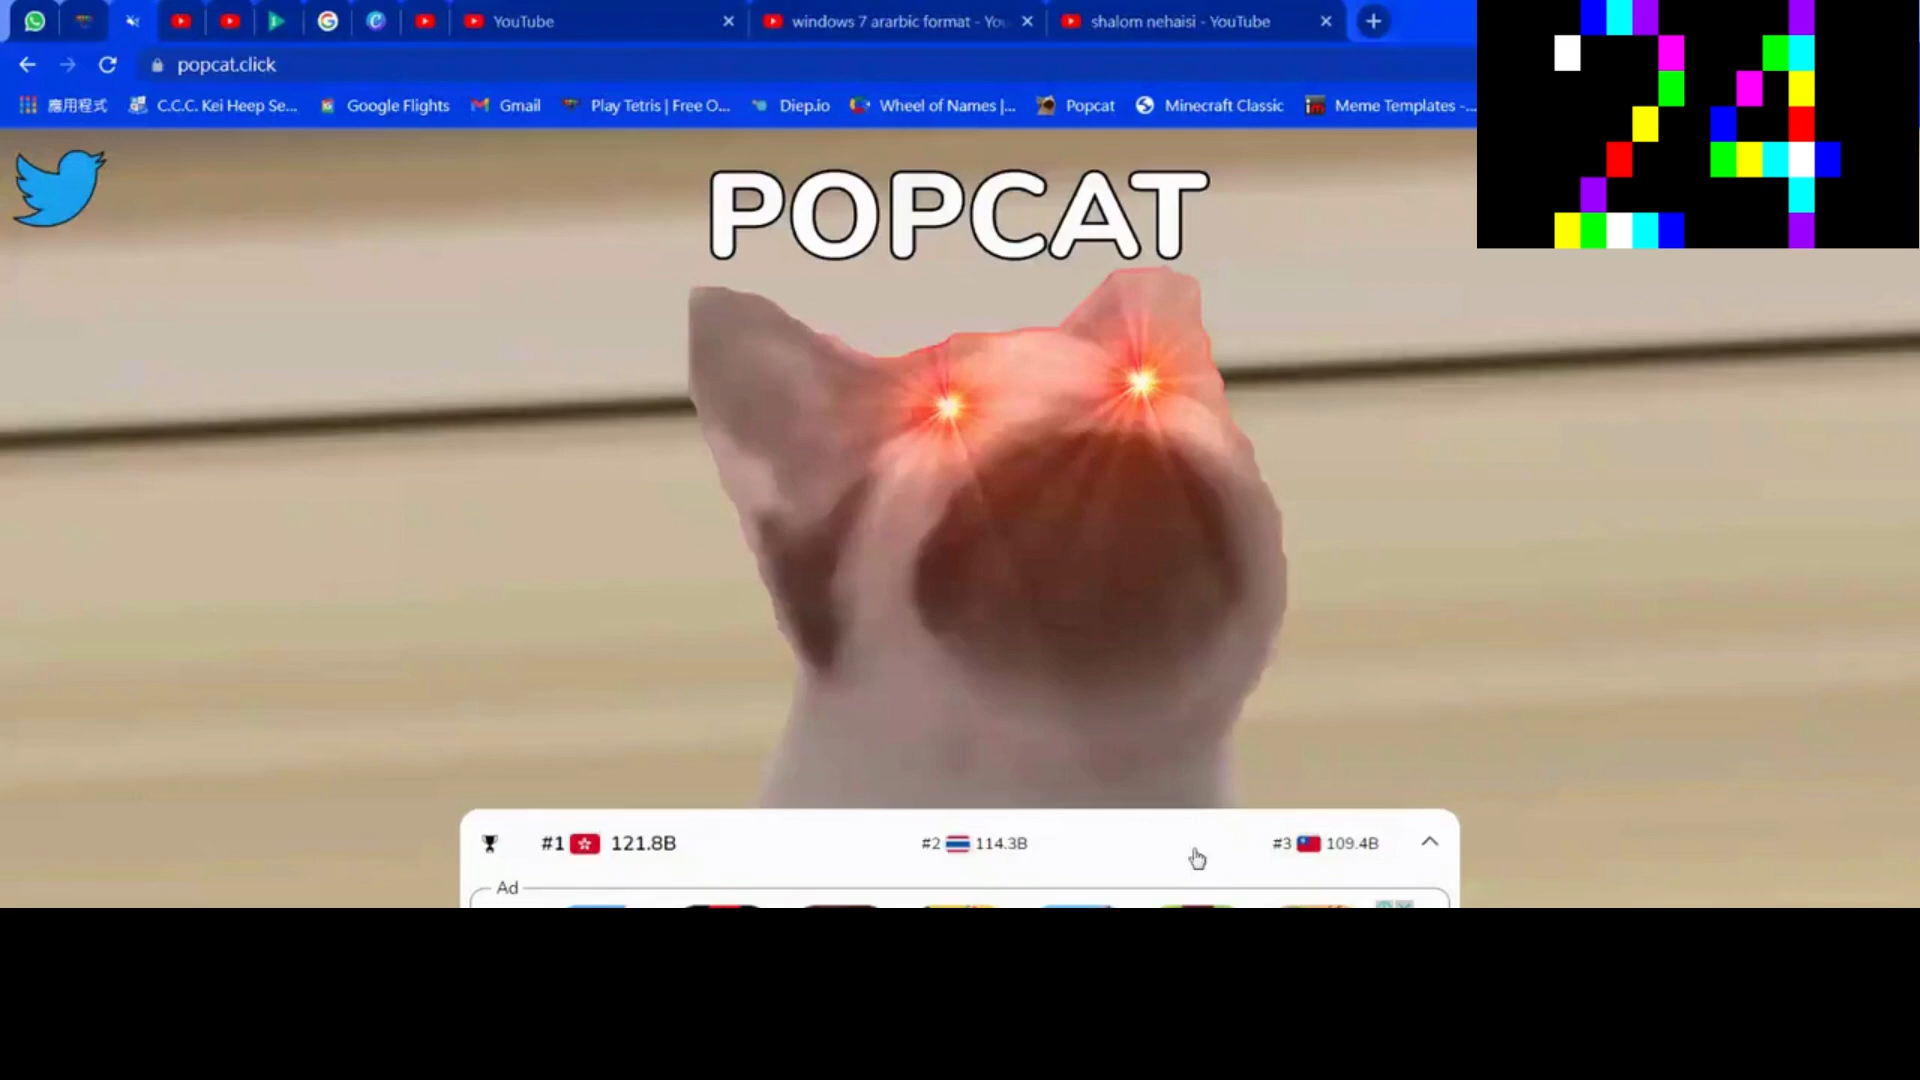 YouTube
windows 7 ararbic format - You
shalom nehaisi - YouTube
popcat.click
應用程式
C.C.C. Kei Heep Se...
Google Flights
Gmail
Play Tetris | Free O...
Diep.io
Wheel of Names |...
Popcat
Minecraft Classic
Meme Templates -...
24
POPCAT
#1 121.8B
#2 114.3B
#3 109.4B
Ad